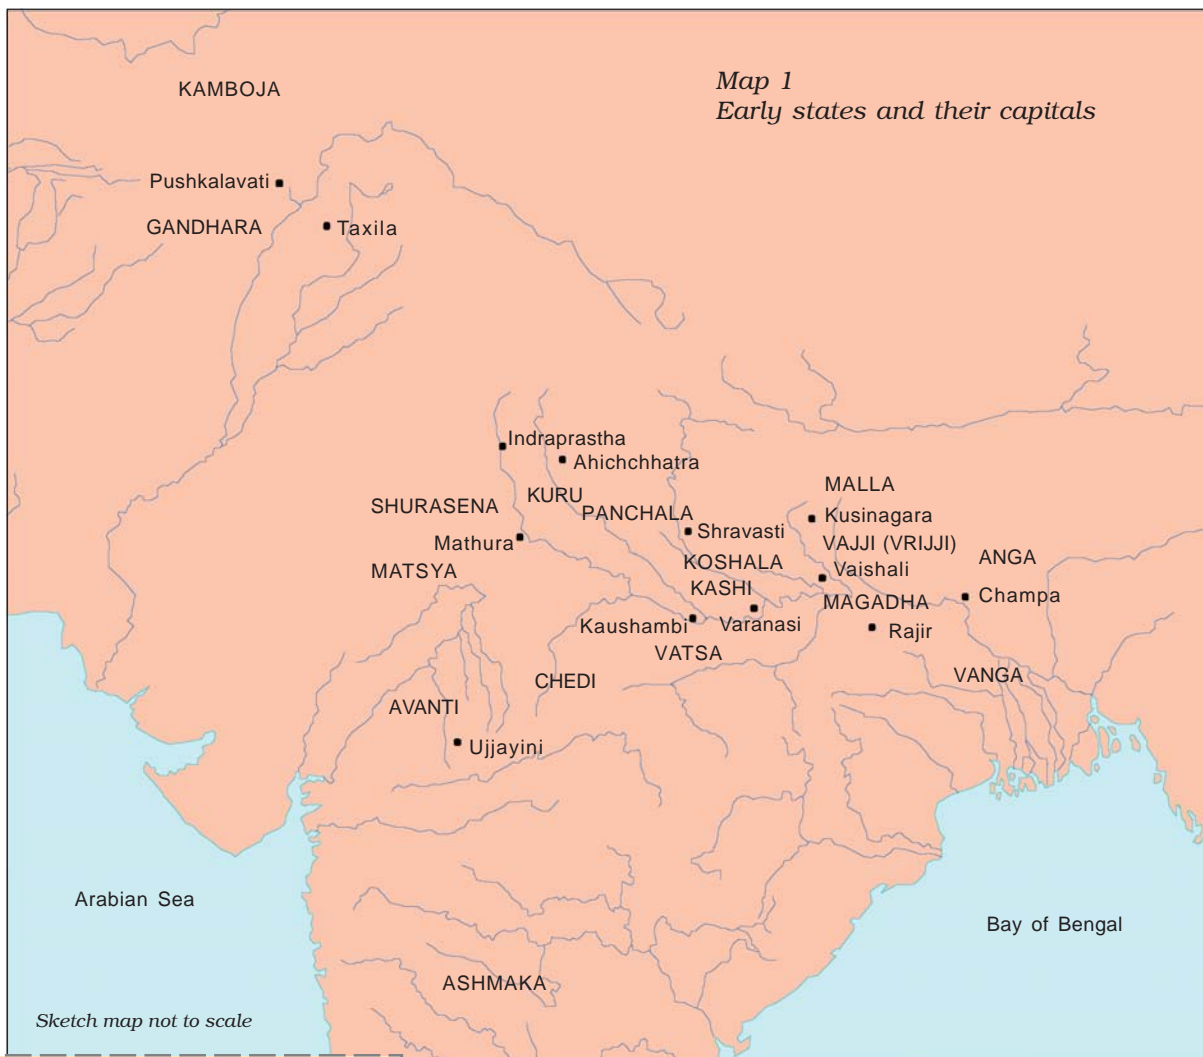 Map 1
Early states and their capitals
KAMBOJA
Pushkalavati
GANDHARA
Taxila
Indraprastha
Ahichchhatra
MALLA
KURU
SHURASENA
PANCHALA
Kusinagara
Shravasti
Mathura
VAJJI (VRIJJI)
ANGA
KOSHALA
Vaishali
MATSYA
KASHI
Champa
MAGADHA
Kaushambi
Varanasi
Rajir
VATSA
VANGA
CHEDI
AVANTI
Ujjayini
Arabian Sea
Bay of Bengal
ASHMAKA
Sketch map not to scale